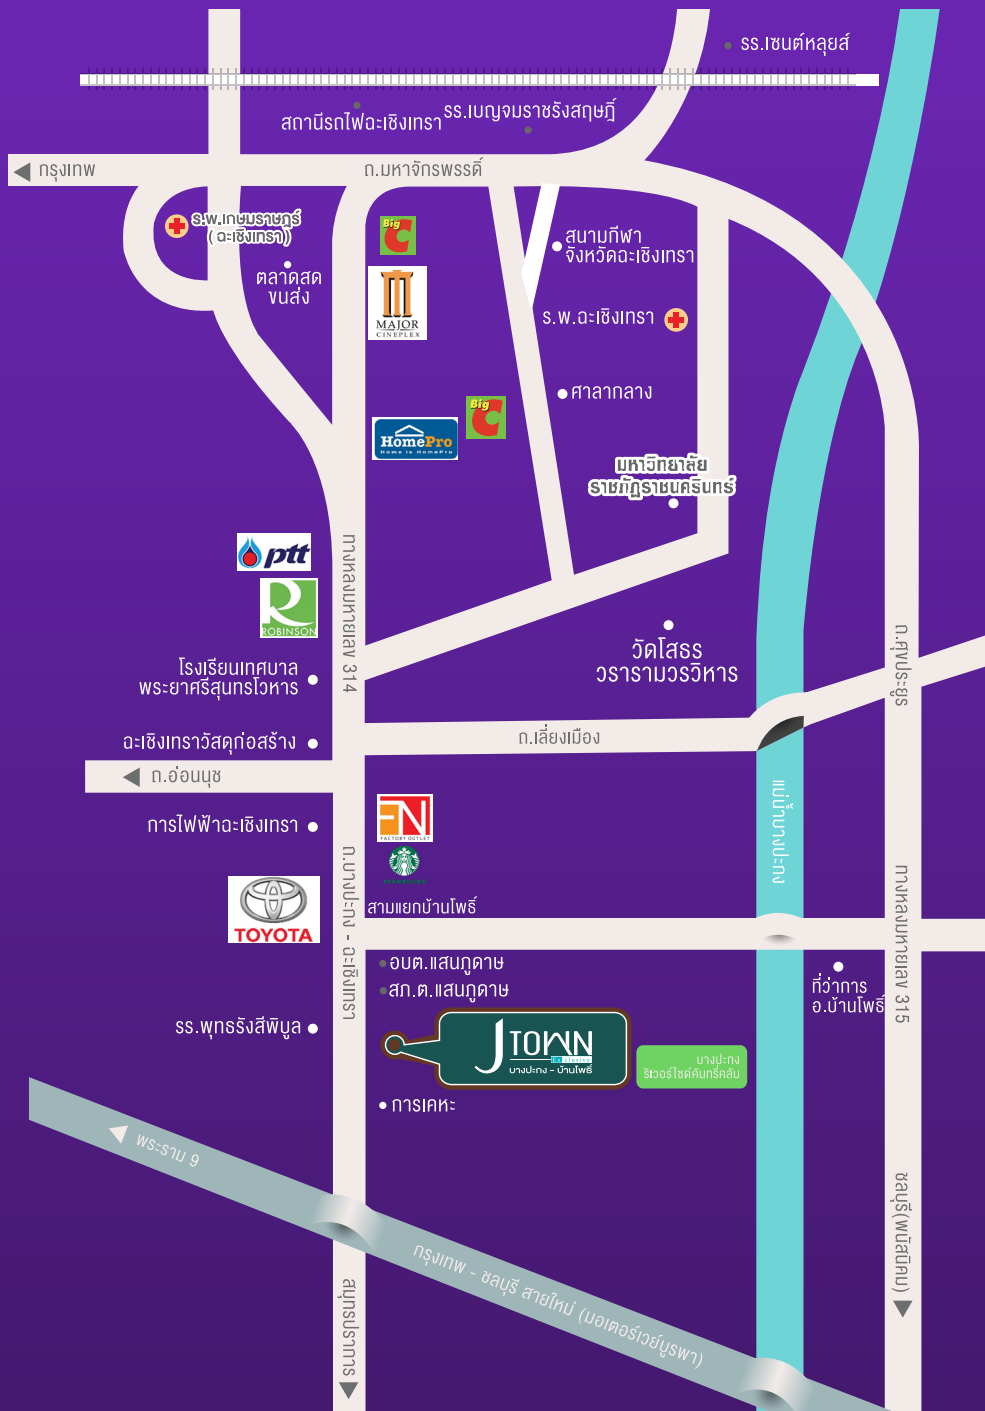 รร.เซนต์หลุยส์
สถานีรถไฟฉะเชิงเทรา
รร.เบญจมราชรังสฤษฎิ์
กรุงเทพ
ถ.มหาจักรพรรดิ์
ร.พ.เกษมราษฎร์
(ฉะเชิงเทรา)
ตลาดสด
ขนส่ง
Big
C
MAJOR
CINEPLEX
สนามกีฬา
จังหวัดฉะเชิงเทรา
ร.พ.ฉะเชิงเทรา
ศาลากลาง
Big
C
HomePro
Home is HomePro
มหาวิทยาลัย
ราชภัฏราชนครินทร์
ptt
R
ROBINSON
ทางหลงมหายเลข 314
วัดโสธร
วรารามวรวิหาร
ถ.ศุขประยูร
โรงเรียนเทศบาล
พระยาศรีสุนทรโวหาร
ฉะเชิงเทราวัสดุก่อสร้าง
ถ.เลี่ยงเมือง
ถ.อ่อนนุช
แม่น้ำบางปะกง
การไฟฟ้าฉะเชิงเทรา
FN
FACTORY OUTLET
STARBUCKS
ถ.บางปะกง - ฉะเชิงเทรา
TOYOTA
สามแยกบ้านโพธิ์
ทางหลงมหายเลข 315
อบต.แสนภูดาษ
สภ.ต.แสนภูดาษ
ที่ว่าการ
อ.บ้านโพธิ์
รร.พุทธรังสีพิบูล
J TOWN
บางปะกง - บ้านโพธิ์
บางปะกง
ริเวอร์ไซด์คันทรีคลับ
การเคหะ
พระราม 9
กรุงเทพ - ชลบุรี สายใหม่ (มอเตอร์เวย์บูรพา)
ชลบุรี(พนัสนิคม)
สมุทรปราการ